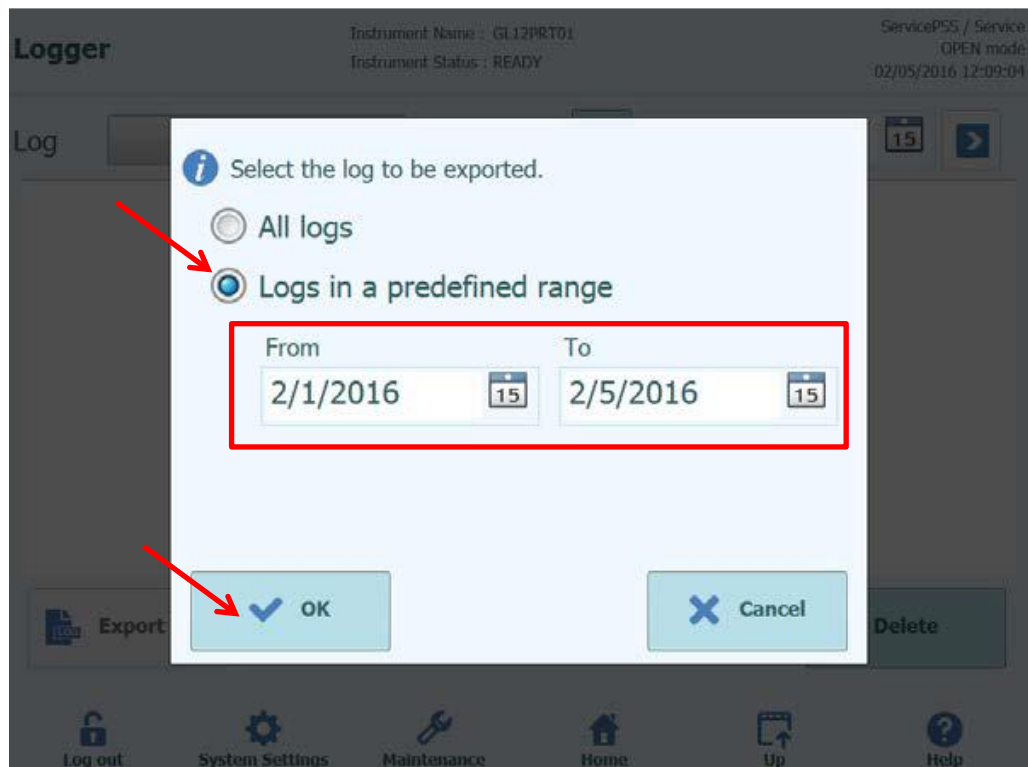 Logger
Instrument Name : GL12PRT01
Instrument Status : READY
ServicePSS / Service
OPEN mode
02/05/2016 12:09:04
Log
15
Select the log to be exported.
All logs
Logs in a predefined range
From To
2/1/2016 15 2/5/2016 15
OK
Cancel
LOG
Export
Delete
Log out System Settings Maintenance Home Up Help